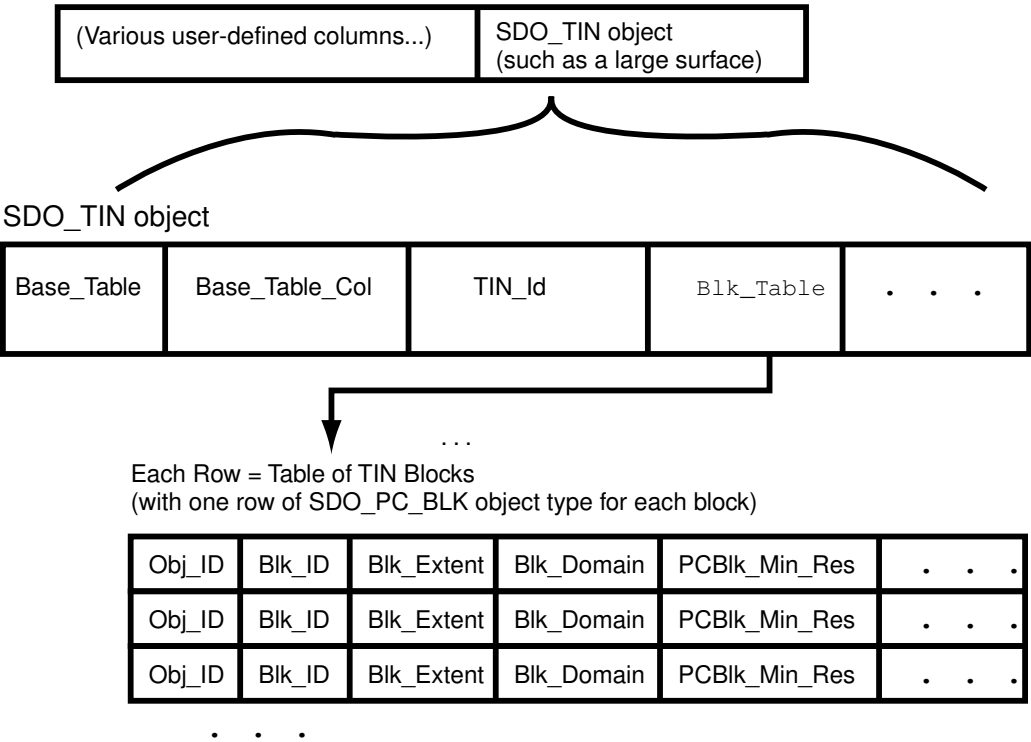 (Various user-defined columns...) SDO_TIN object
(such as a large surface)
SDO_TIN object
Base_Table Base_Table_Col TIN_Id Blk_Table . . .
. . .
Each Row = Table of TIN Blocks
(with one row of SDO_PC_BLK object type for each block)
Obj_ID Blk_ID Blk_Extent Blk_Domain PCBlk_Min_Res . . .
Obj_ID Blk_ID Blk_Extent Blk_Domain PCBlk_Min_Res . . .
Obj_ID Blk_ID Blk_Extent Blk_Domain PCBlk_Min_Res . . .
. . .